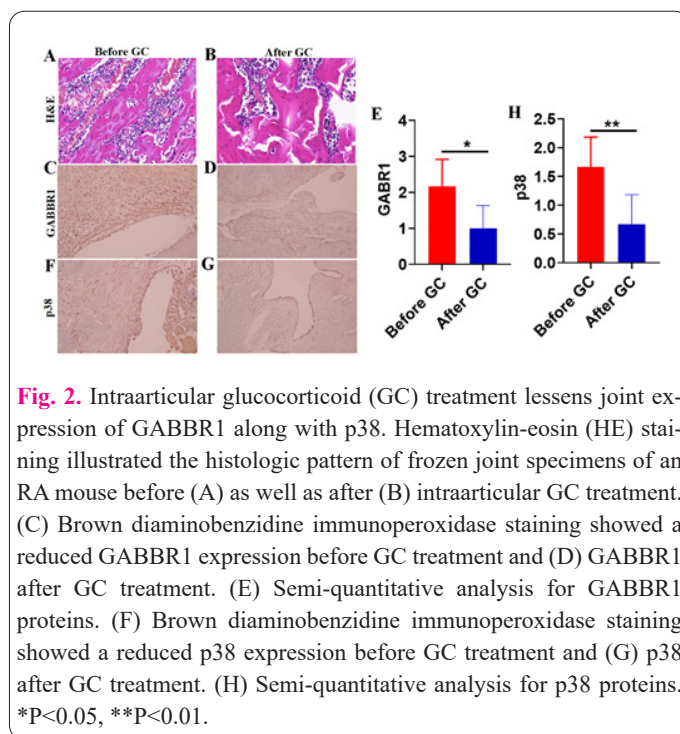 Before GC
After GC
A
B
H&E
C
D
GABBR1
F
G
p38
E
GABR1
4
3
2
1
0
*
Before GC
After GC
H
p38
2.5
2.0
1.5
1.0
0.5
0.0
**
Before GC
After GC
Fig. 2. Intraarticular glucocorticoid (GC) treatment lessens joint ex-
pression of GABBR1 along with p38. Hematoxylin-eosin (HE) stai-
ning illustrated the histologic pattern of frozen joint specimens of an
RA mouse before (A) as well as after (B) intraarticular GC treatment.
(C) Brown diaminobenzidine immunoperoxidase staining showed a
reduced GABBR1 expression before GC treatment and (D) GABBR1
after GC treatment. (E) Semi-quantitative analysis for GABBR1
proteins. (F) Brown diaminobenzidine immunoperoxidase staining
showed a reduced p38 expression before GC treatment and (G) p38
after GC treatment. (H) Semi-quantitative analysis for p38 proteins.
*P<0.05, **P<0.01.